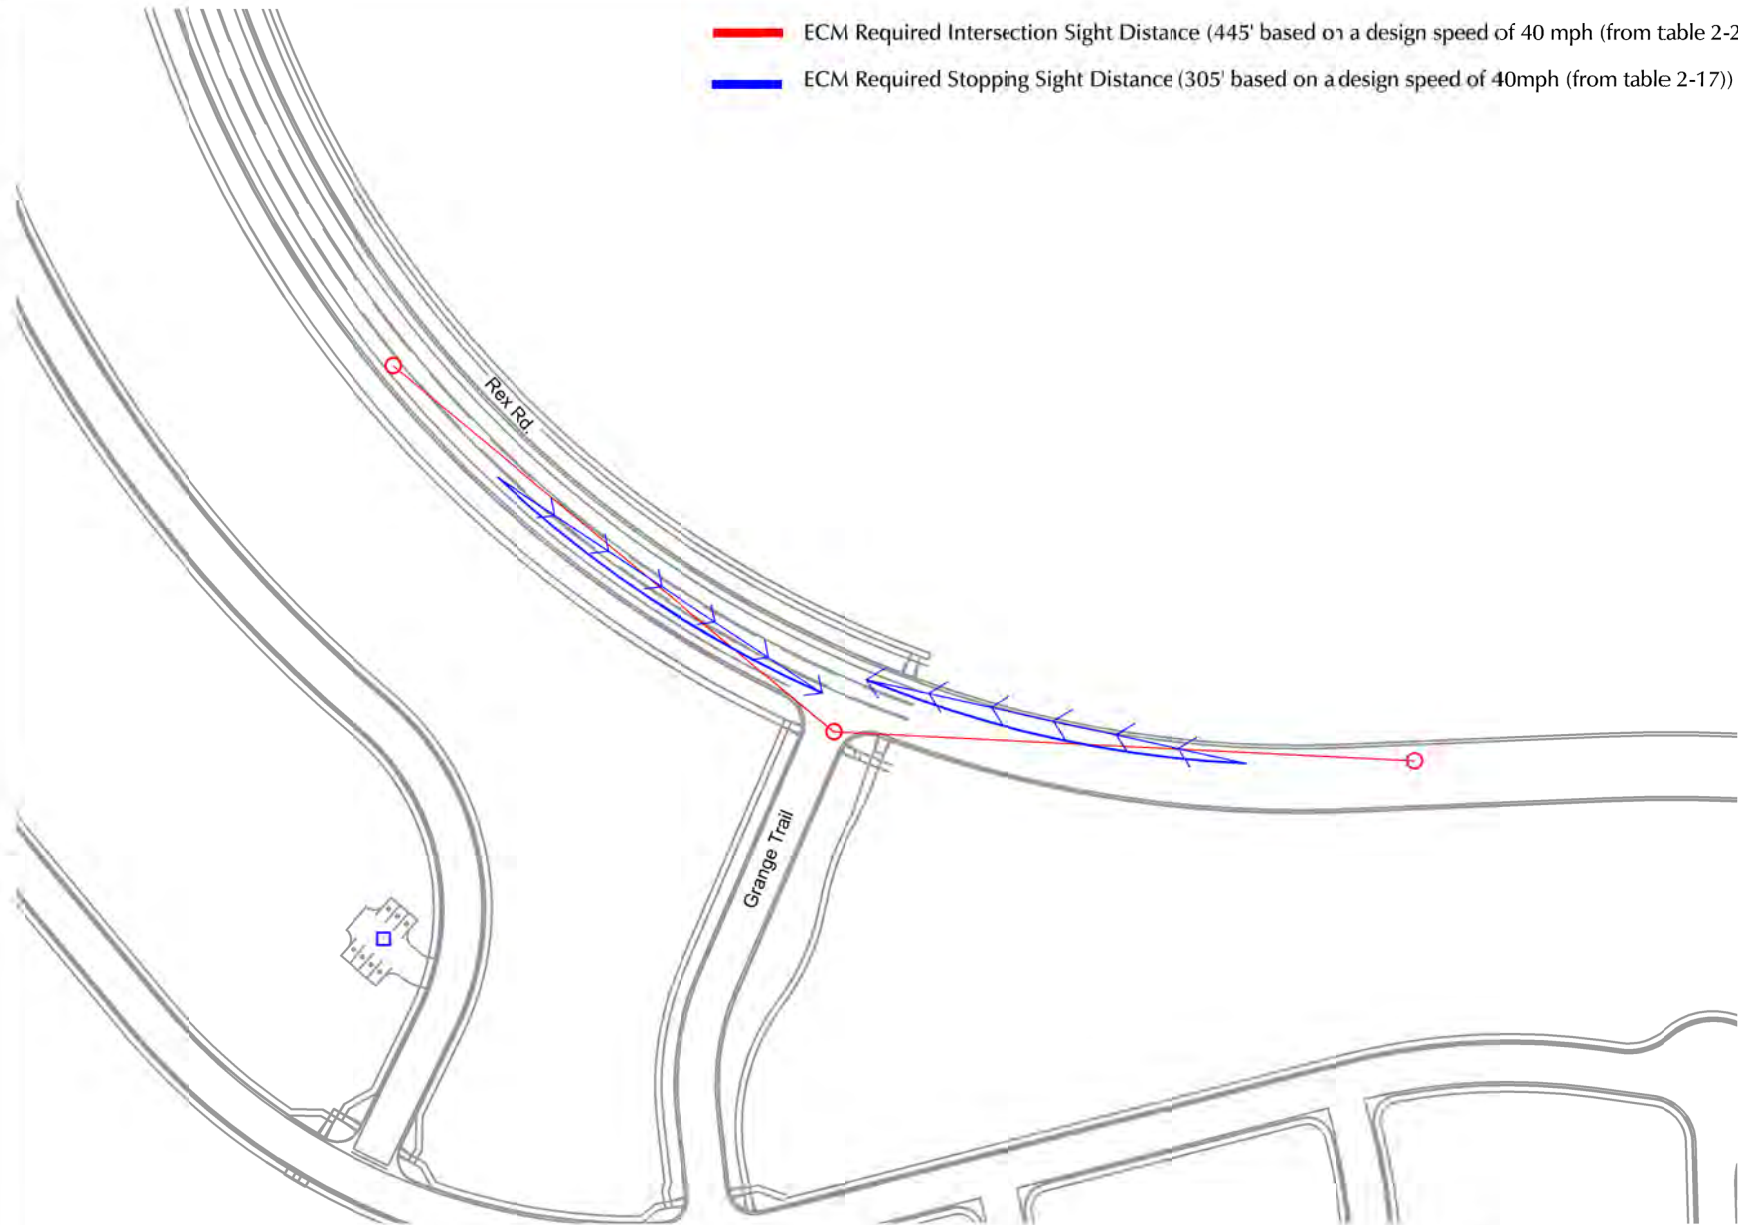 ECM Required Intersection Sight Distance (445' based on a design speed of 40 mph (from table 2-2
ECM Required Stopping Sight Distance (305' based on a design speed of 40mph (from table 2-17))
Rex Rd.
Grange Trail